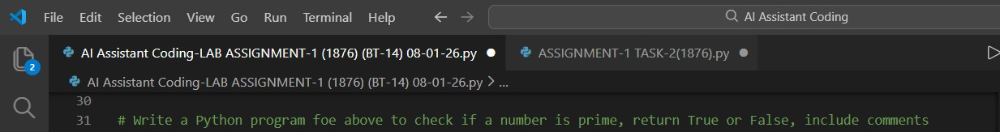 File Edit Selection View Go Run Terminal Help AI Assistant Coding
AI Assistant Coding-LAB ASSIGNMENT-1 (1876) (BT-14) 08-01-26.py ASSIGNMENT-1 TASK-2(1876).py
2 AI Assistant Coding-LAB ASSIGNMENT-1 (1876) (BT-14) 08-01-26.py > ...
30
31 # Write a Python program foe above to check if a number is prime, return True or False, include comments